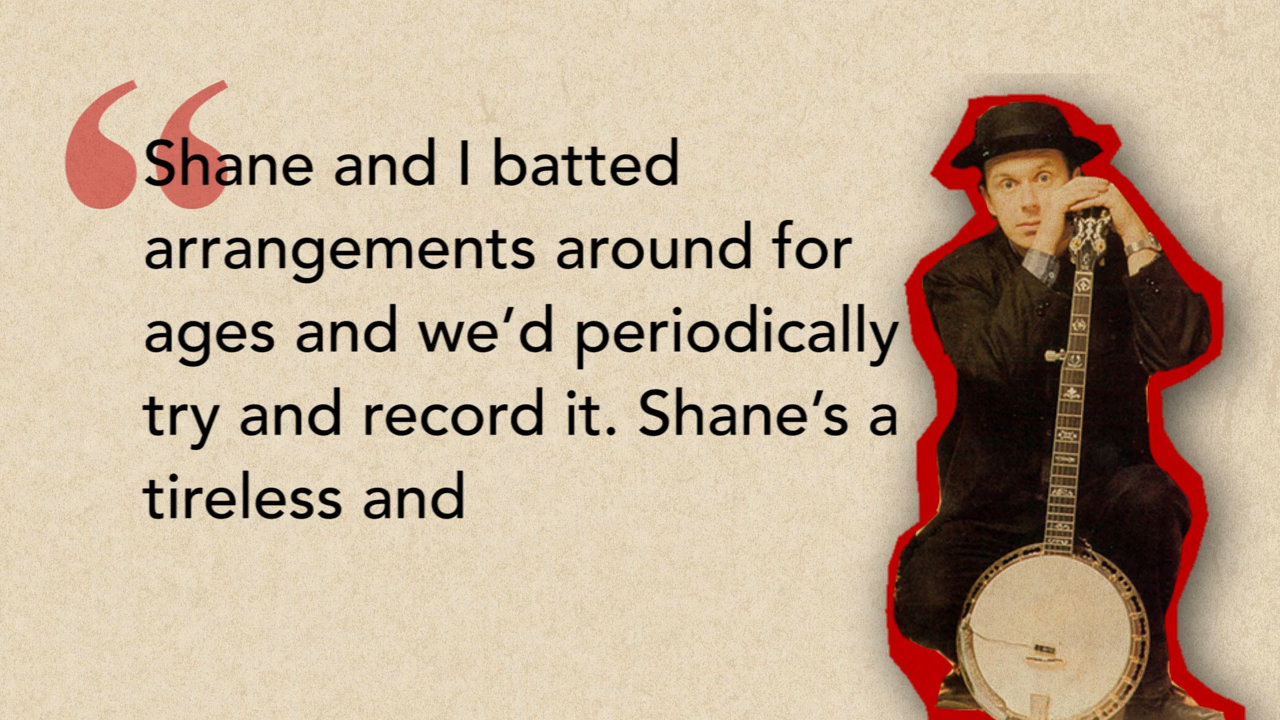 “Shane and I batted
arrangements around for
ages and we’d periodically
try and record it. Shane’s a
tireless and